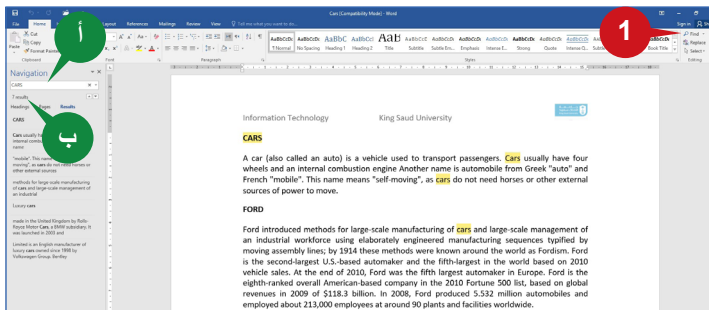 Cars [Compatibility Mode] - Word
Sign in
File Home Layout References Mailings Review View Tell me what you want to do...
Cut
Copy
Format Painter
Paste
Clipboard Font Paragraph Styles Editing
AaBbCcDc AaBbCcDc AaBbC AaBbCcI AaBb AaBbCcD AaBbCcDc AaBbCcDc AaBbCcDc AaBbCcDc AaBbCcDc AaBbCcDc
¶ Normal No Spacing Heading 1 Heading 2 Title Subtitle Subtle Em... Emphasis Intense E... Strong Quote Intense Q... Book Title
Find
Replace
Select
أ
1
ب
Navigation
CARS
7 results
Headings Pages Results
CARS
Cars usually
internal
name
"mobile". This name
moving", as cars do not need horses or
other external sources
methods for large-scale manufacturing
of cars and large-scale management of
an industrial
Luxury cars
made in the United Kingdom by Rolls-
Royce Motor Cars, a BMW subsidiary. It
was launched in 2003 and
Limited is an English manufacturer of
luxury cars owned since 1998 by
Volkswagen Group. Bentley
Information Technology King Saud University
CARS
A car (also called an auto) is a vehicle used to transport passengers. Cars usually have four
wheels and an internal combustion engine Another name is automobile from Greek "auto" and
French "mobile". This name means "self-moving", as cars do not need horses or other external
sources of power to move.
FORD
Ford introduced methods for large-scale manufacturing of cars and large-scale management of
an industrial workforce using elaborately engineered manufacturing sequences typified by
moving assembly lines; by 1914 these methods were known around the world as Fordism. Ford
is the second-largest U.S.-based automaker and the fifth-largest in the world based on 2010
vehicle sales. At the end of 2010, Ford was the fifth largest automaker in Europe. Ford is the
eighth-ranked overall American-based company in the 2010 Fortune 500 list, based on global
revenues in 2009 of $118.3 billion. In 2008, Ford produced 5.532 million automobiles and
employed about 213,000 employees at around 90 plants and facilities worldwide.